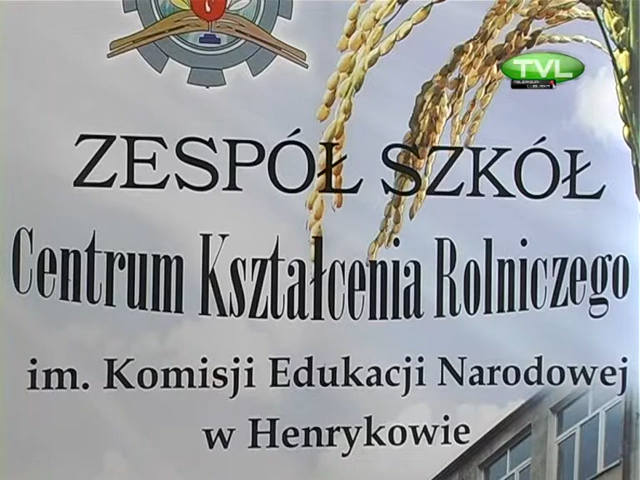 TVL
ZESPÓŁ SZKÓŁ
Centrum Kształcenia Rolniczego
im. Komisji Edukacji Narodowej
w Henrykowie